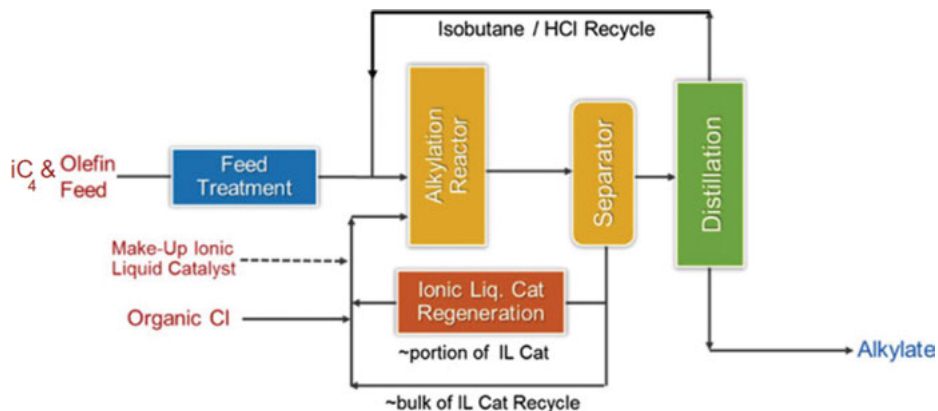 Isobutane / HCl Recycle
iC4 & Olefin
Feed
Feed
Treatment
Alkylation
Reactor
Separator
Distillation
Make-Up Ionic
Liquid Catalyst
Organic Cl
Ionic Liq. Cat
Regeneration
~portion of IL Cat
~bulk of IL Cat Recycle
Alkylate